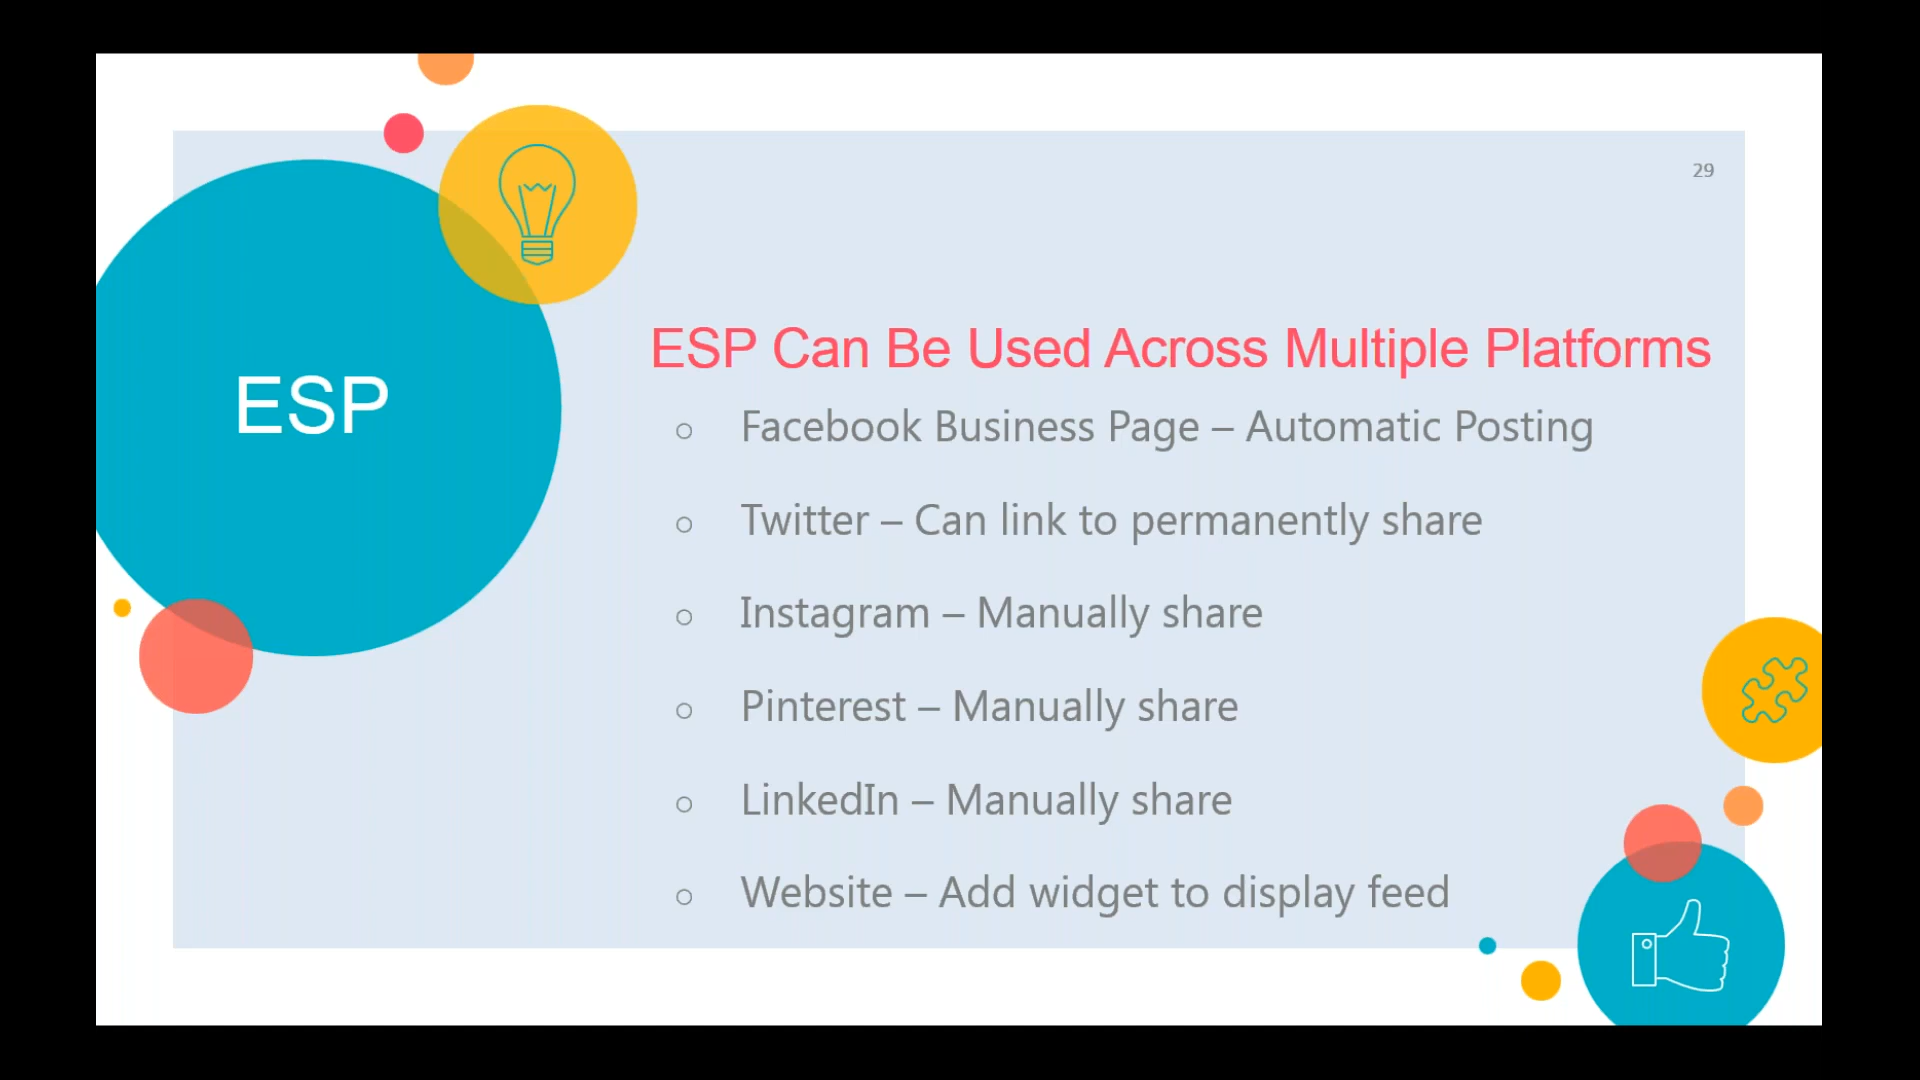 29
ESP
ESP Can Be Used Across Multiple Platforms
○ Facebook Business Page – Automatic Posting
○ Twitter – Can link to permanently share
○ Instagram – Manually share
○ Pinterest – Manually share
○ LinkedIn – Manually share
○ Website – Add widget to display feed